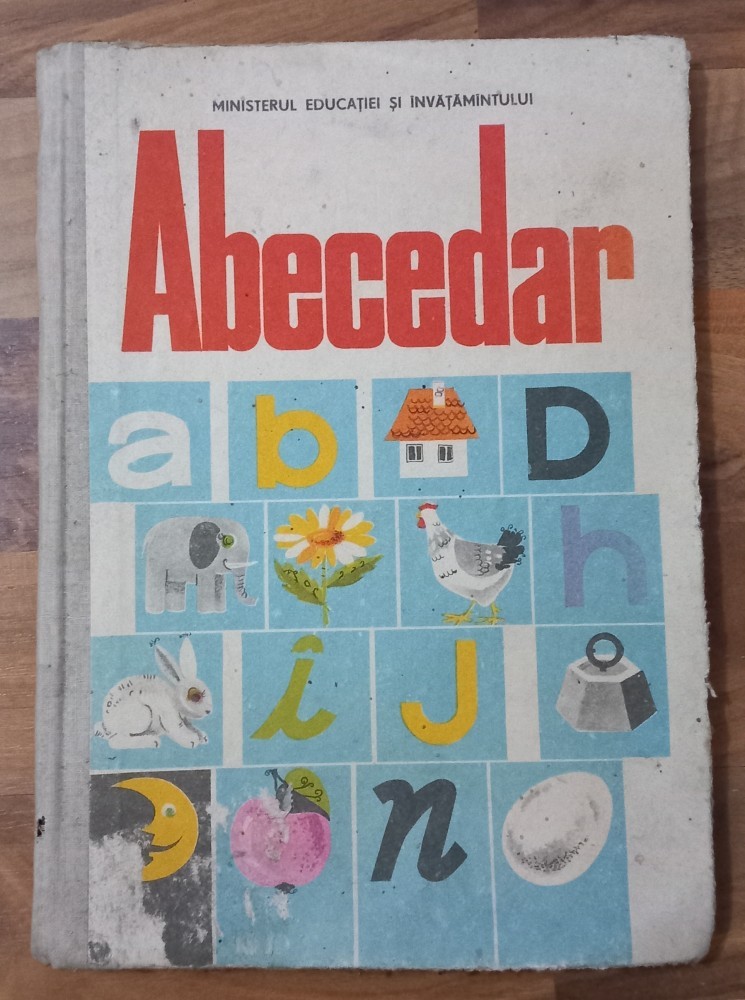 MINISTERUL EDUCAȚIEI ȘI ÎNVĂȚĂMÎNTULUI
Abecedar
a b D
h
î J
n